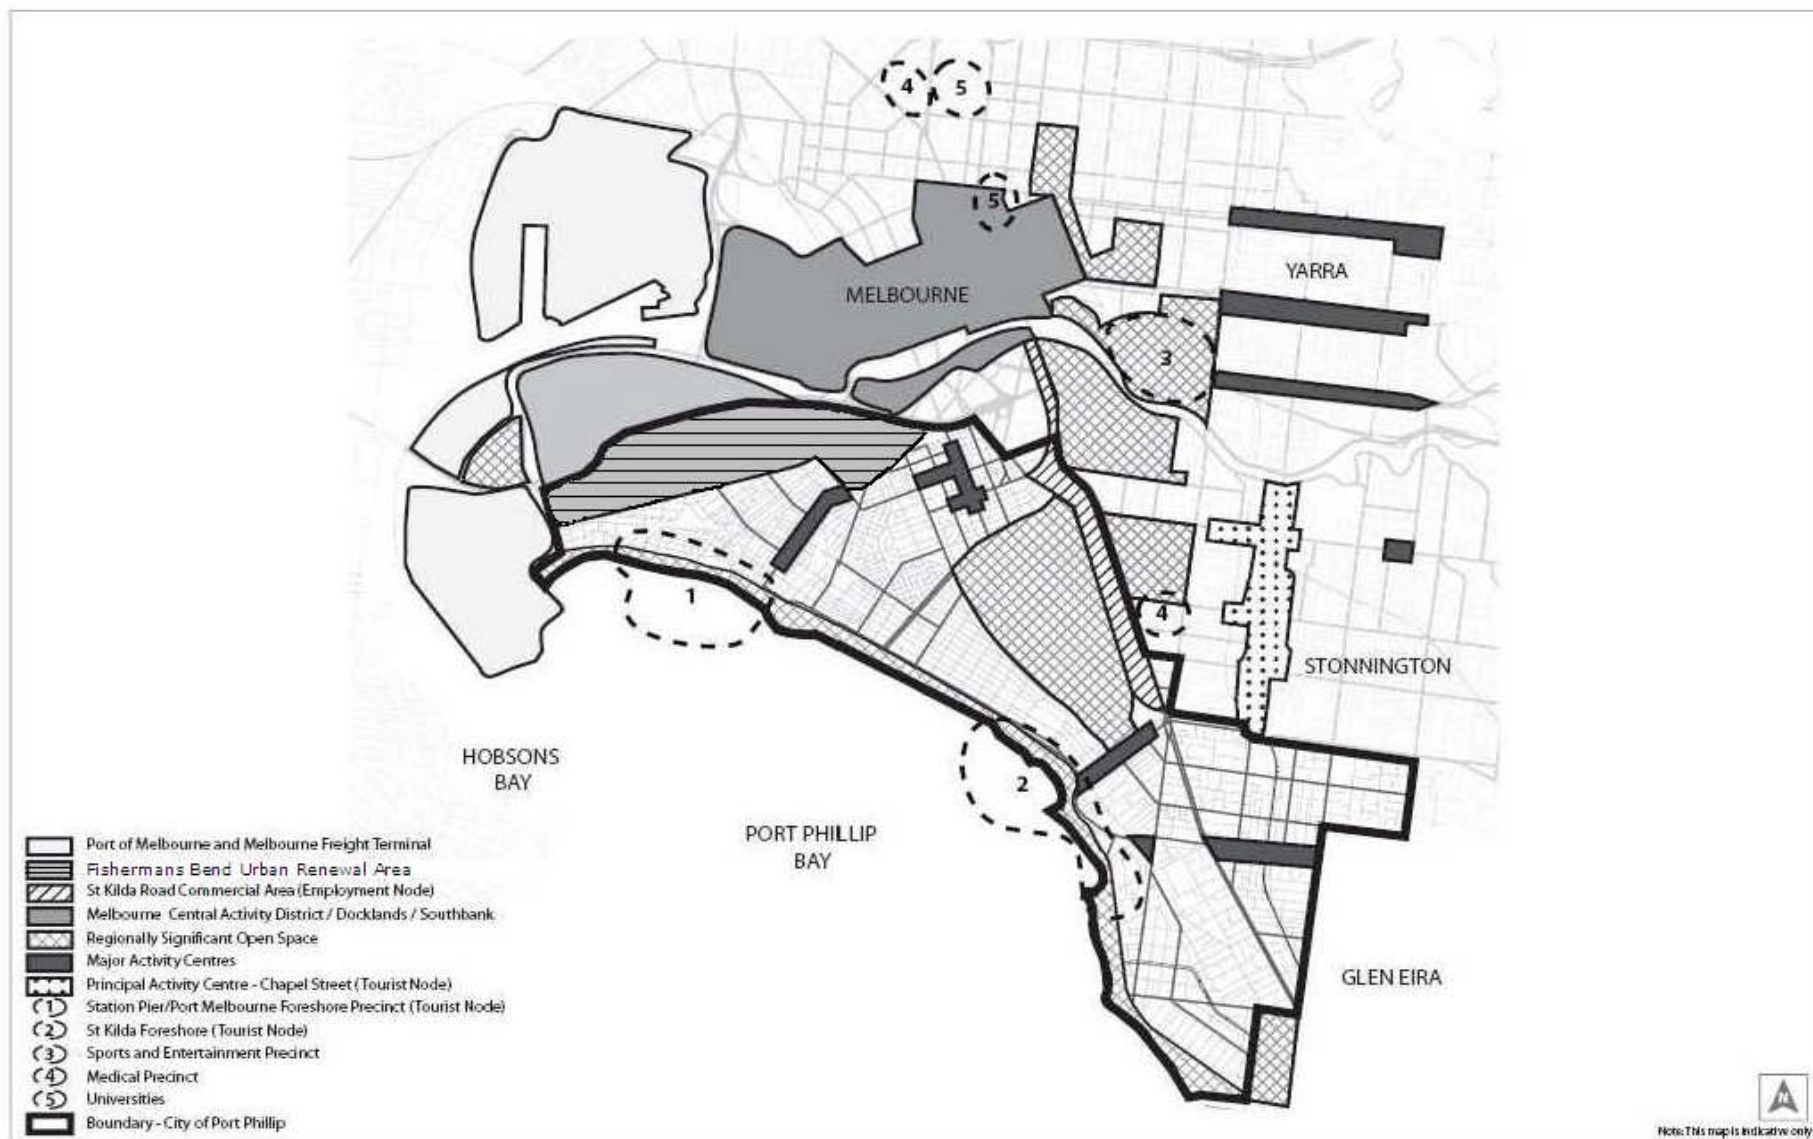 4
5
5
YARRA
MELBOURNE
3
1
4
STONNINGTON
HOBSONS
BAY
2
PORT PHILLIP
BAY
GLEN EIRA
Port of Melbourne and Melbourne Freight Terminal
Fishermans Bend Urban Renewal Area
St Kilda Road Commercial Area (Employment Node)
Melbourne Central Activity District / Docklands / Southbank
Regionally Significant Open Space
Major Activity Centres
Principal Activity Centre - Chapel Street (Tourist Node)
1 Station Pier/Port Melbourne Foreshore Precinct (Tourist Node)
2 St Kilda Foreshore (Tourist Node)
3 Sports and Entertainment Precinct
4 Medical Precinct
5 Universities
Boundary - City of Port Phillip
N
Note: This map is indicative only